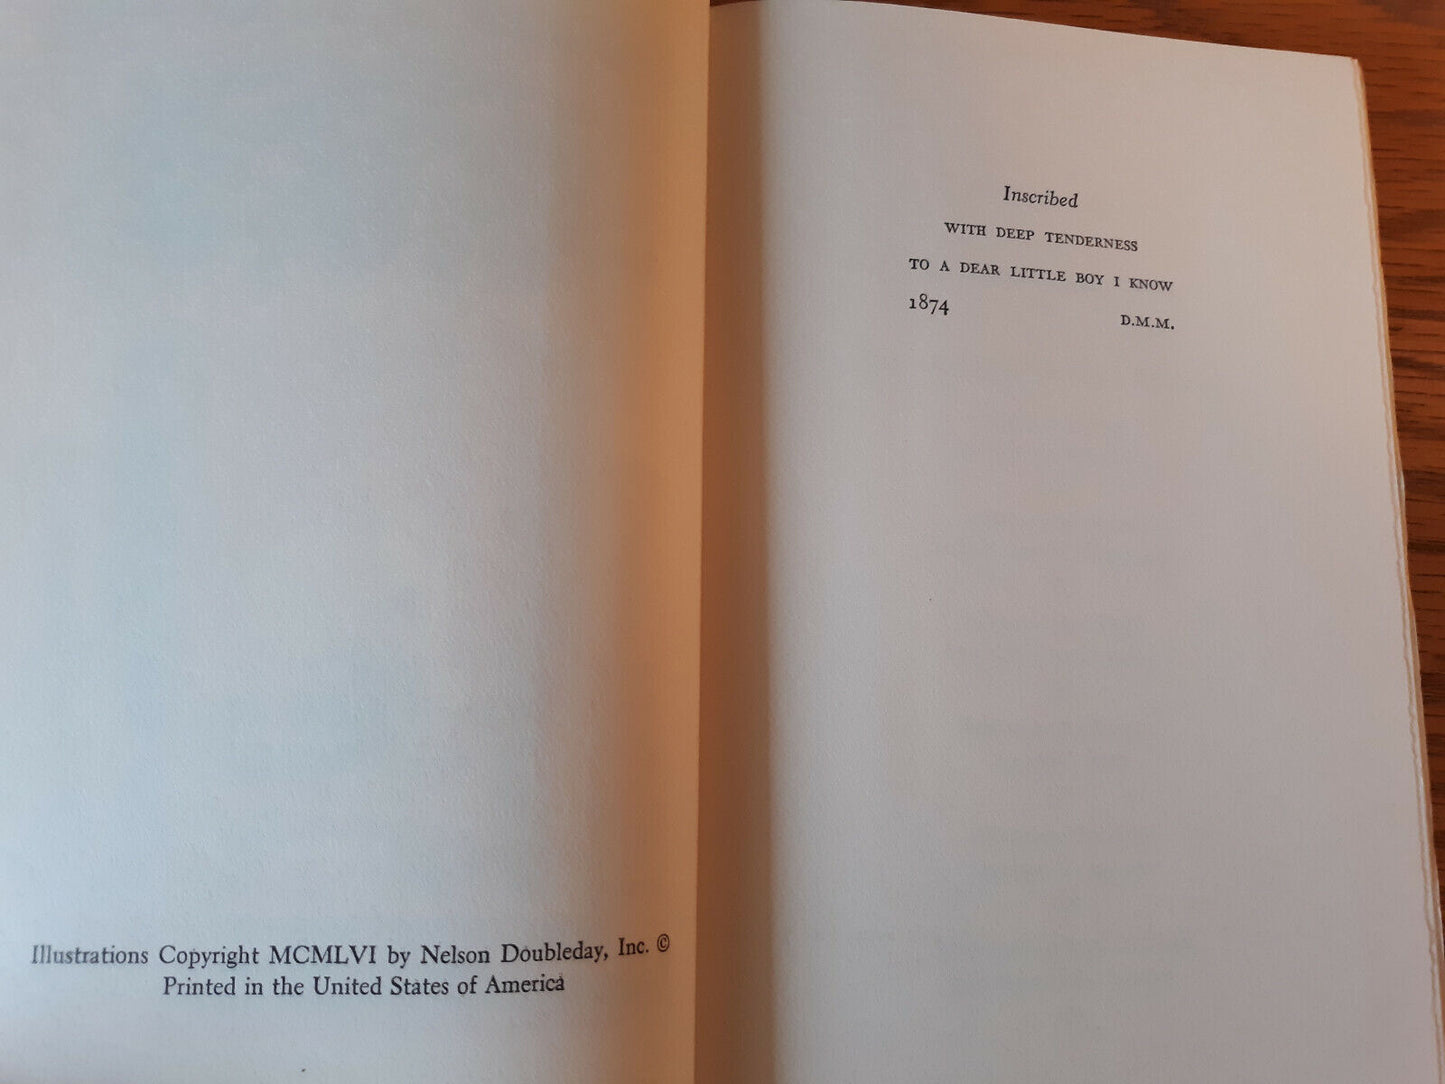 Illustrations Copyright MCMLVI by Nelson Doubleday, Inc. ©
Printed in the United States of America
Inscribed
WITH DEEP TENDERNESS
TO A DEAR LITTLE BOY I KNOW
1874 D.M.M.